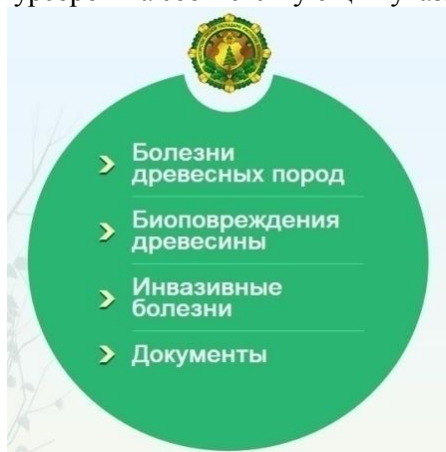 Болезни
древесных пород
Биоповреждения
древесины
Инвазивные
болезни
Документы